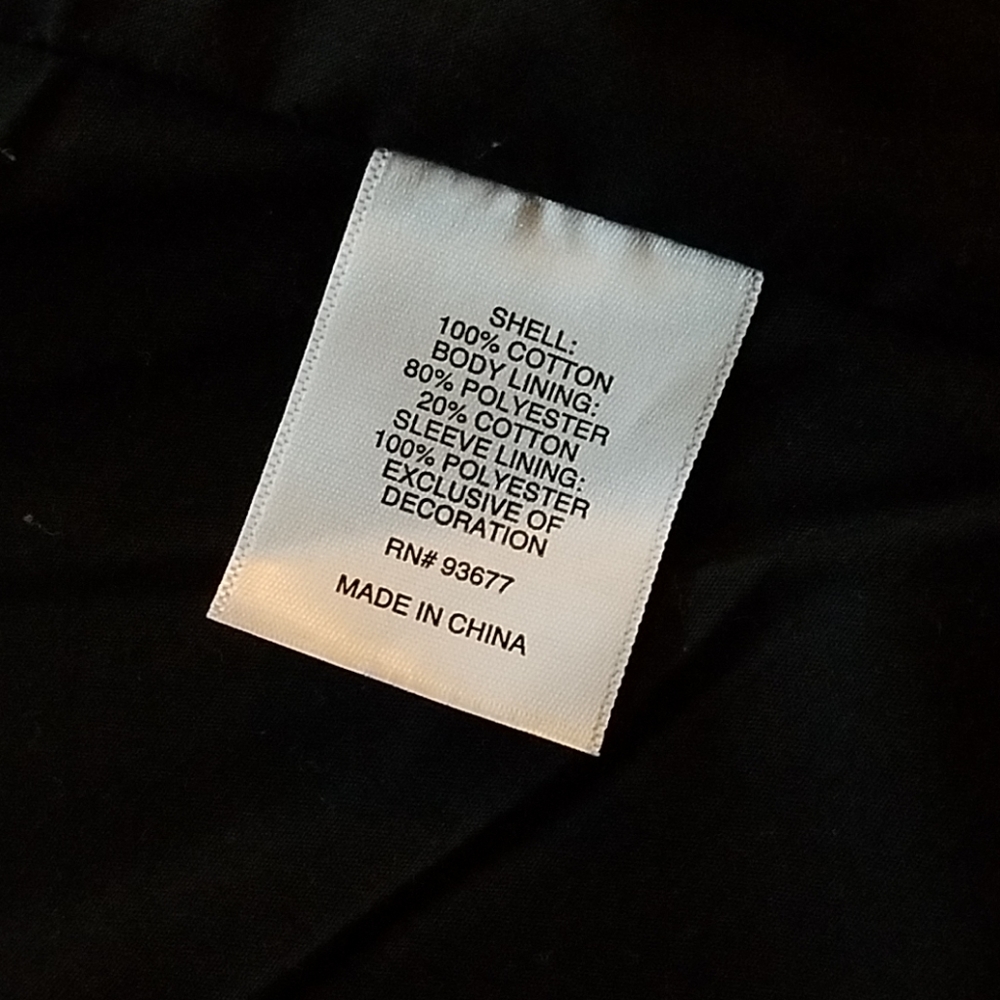 SHELL:
100% COTTON
BODY LINING:
80% POLYESTER
20% COTTON
SLEEVE LINING:
100% POLYESTER
EXCLUSIVE OF
DECORATION
RN# 93677
MADE IN CHINA